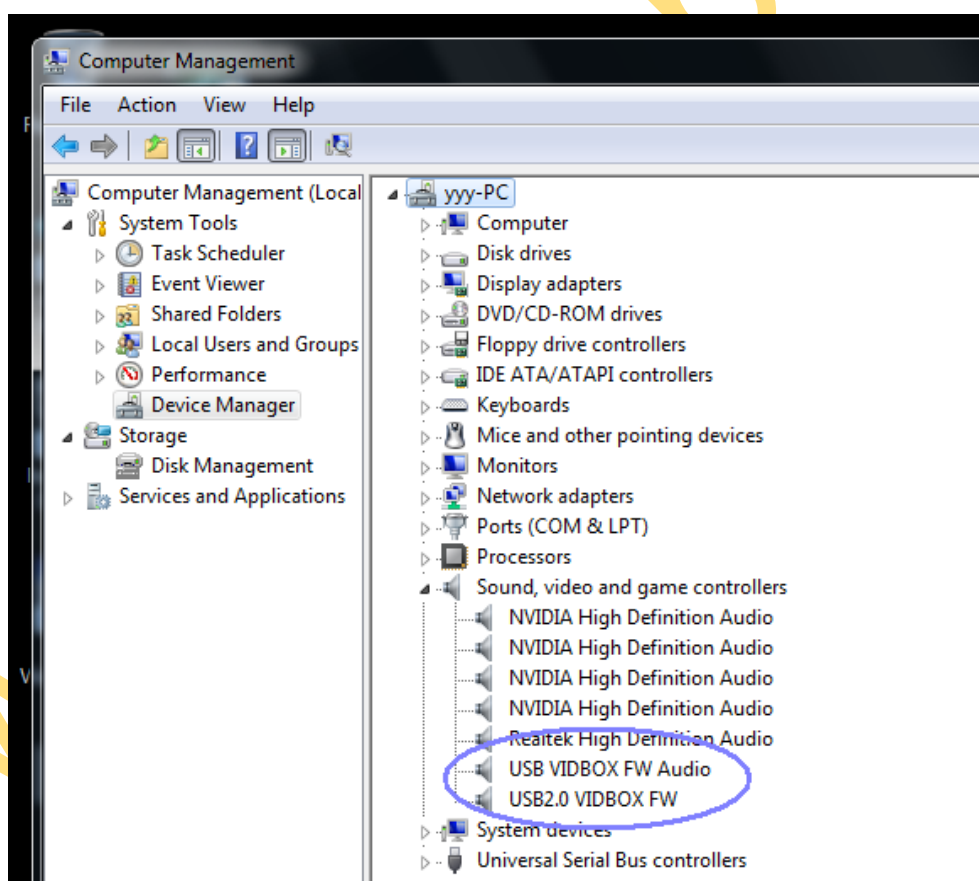 Computer Management
File Action View Help
Computer Management (Local
System Tools
Task Scheduler
Event Viewer
Shared Folders
Local Users and Groups
Performance
Device Manager
Storage
Disk Management
Services and Applications
yyy-PC
Computer
Disk drives
Display adapters
DVD/CD-ROM drives
Floppy drive controllers
IDE ATA/ATAPI controllers
Keyboards
Mice and other pointing devices
Monitors
Network adapters
Ports (COM & LPT)
Processors
Sound, video and game controllers
NVIDIA High Definition Audio
NVIDIA High Definition Audio
NVIDIA High Definition Audio
NVIDIA High Definition Audio
Realtek High Definition Audio
USB VIDBOX FW Audio
USB2.0 VIDBOX FW
System devices
Universal Serial Bus controllers